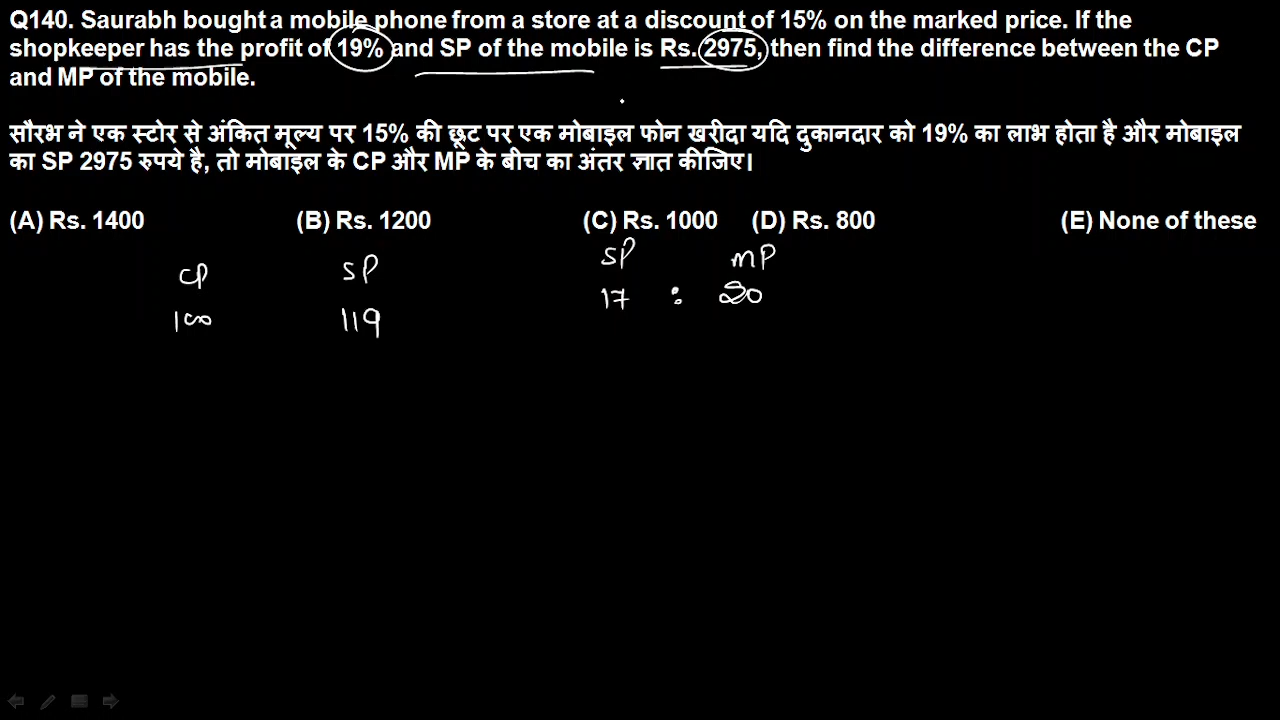 Q140. Saurabh bought a mobile phone from a store at a discount of 15% on the marked price. If the
shopkeeper has the profit of 19% and SP of the mobile is Rs. 2975, then find the difference between the CP
and MP of the mobile.
सौरभ ने एक स्टोर से अंकित मूल्य पर 15% की छूट पर एक मोबाइल फोन खरीदा यदि दुकानदार को 19% का लाभ होता है और मोबाइल
का SP 2975 रुपये है, तो मोबाइल के CP और MP के बीच का अंतर ज्ञात कीजिए।
(A) Rs. 1400 (B) Rs. 1200 (C) Rs. 1000 (D) Rs. 800 (E) None of these
CP SP SP MP
100 119 17 : 20